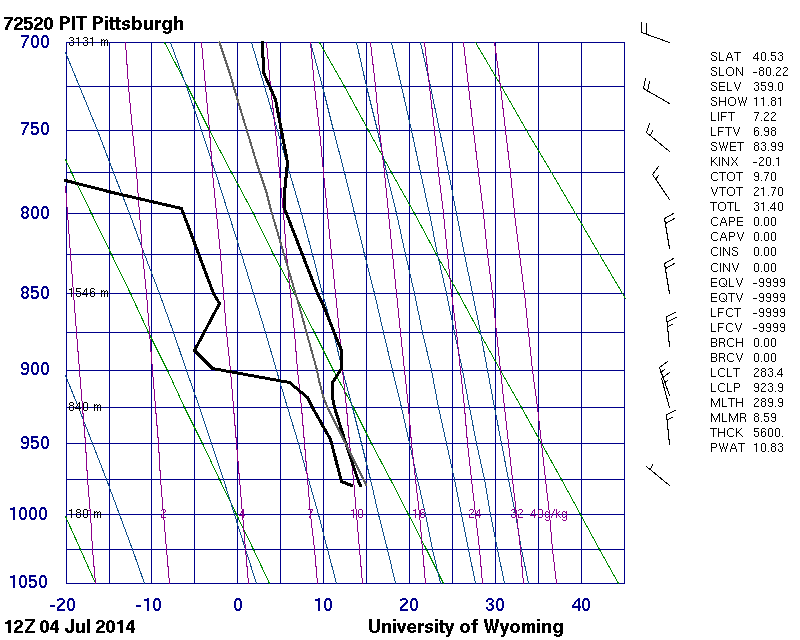 72520 PIT Pittsburgh
700
3131 m
750
800
850
1546 m
900
840 m
950
1000
180 m
2
4
7
10
16
24
32
40g/kg
1050
-20
-10
0
10
20
30
40
12Z 04 Jul 2014
University of Wyoming
SLAT 40.53
SLON -80.22
SELV 359.0
SHOW 11.81
LIFT 7.22
LFTV 6.98
SWET 83.99
KINX -20.1
CTOT 9.70
VTOT 21.70
TOTL 31.40
CAPE 0.00
CAPV 0.00
CINS 0.00
CINV 0.00
EQLV -9999
EQTV -9999
LFCT -9999
LFCV -9999
BRCH 0.00
BRCV 0.00
LCLT 283.4
LCLP 923.9
MLTH 289.9
MLMR 8.59
THCK 5600.
PWAT 10.83